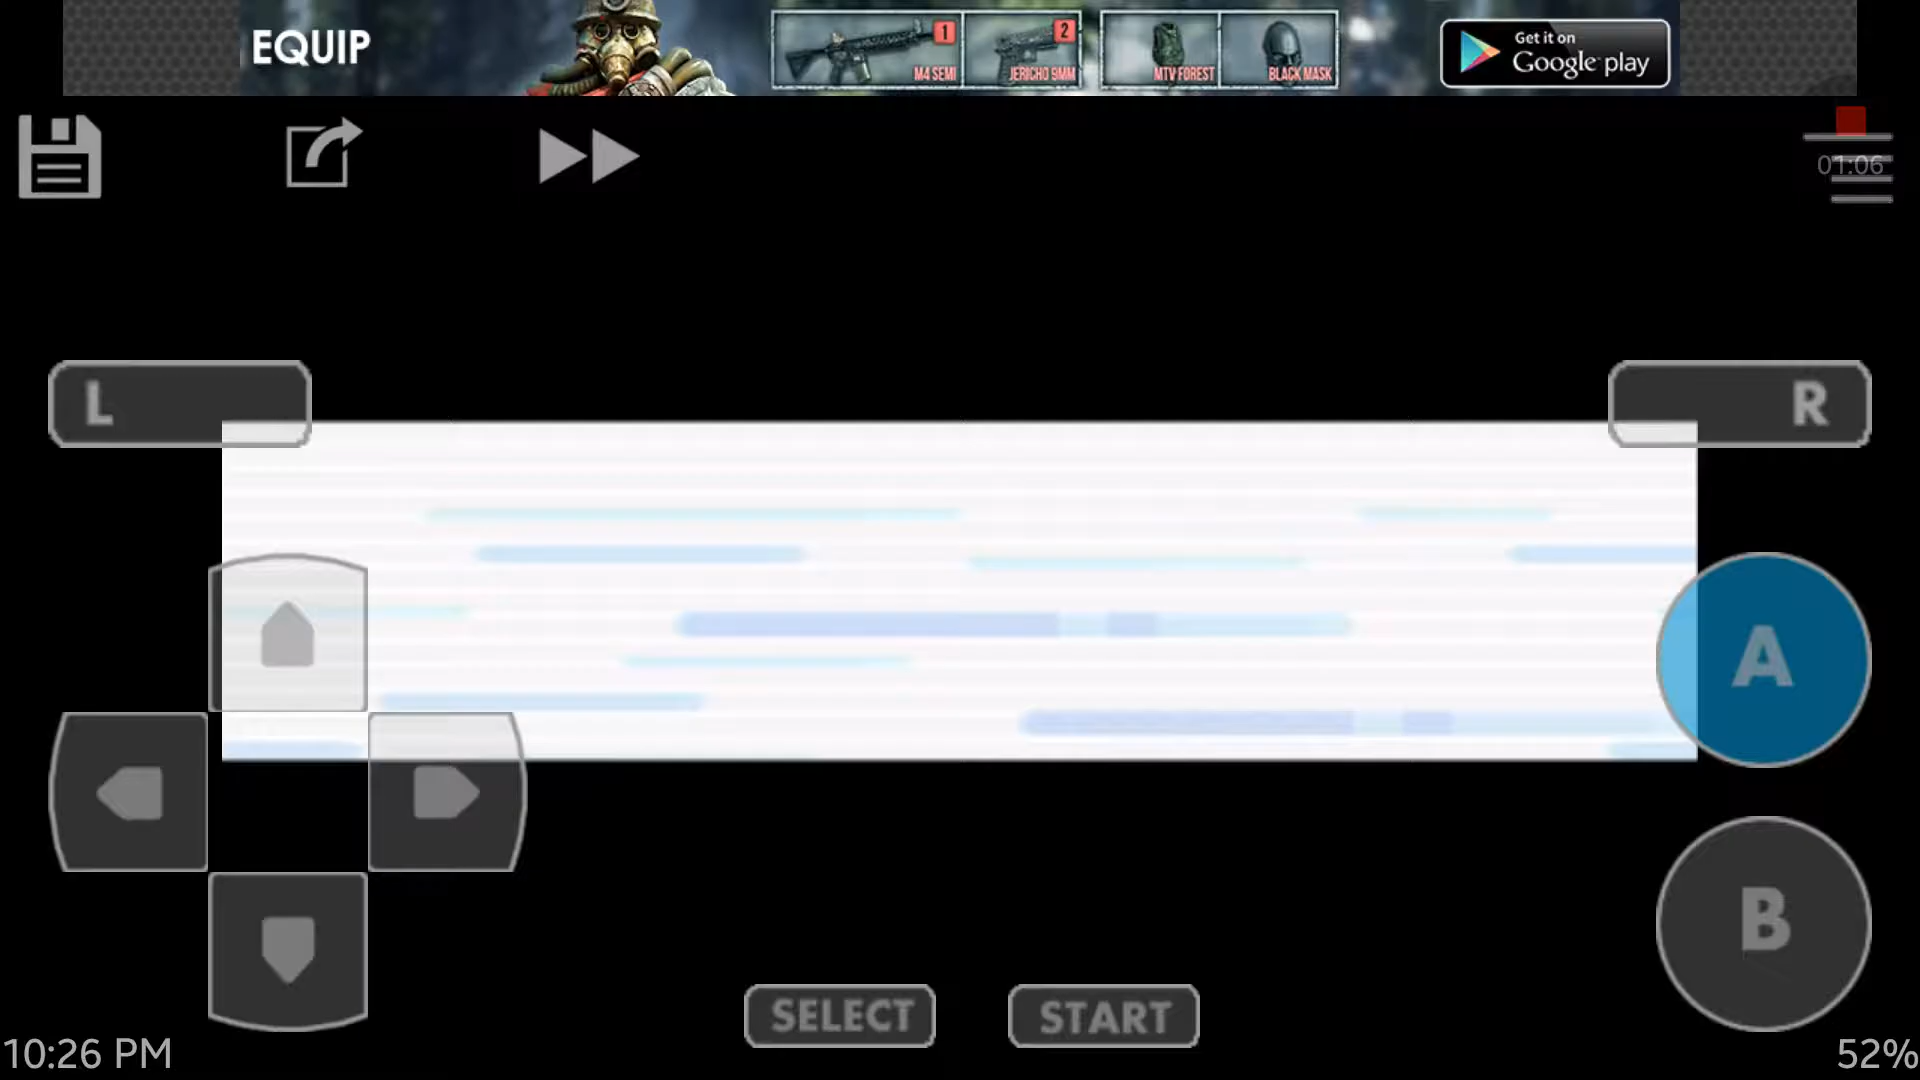 EQUIP
1
M4 SEMI
2
JERICHO 9MM
MTV FOREST
BLACK MASK
Get it on
Google play
01:06
L
R
A
B
SELECT
START
10:26 PM
52%